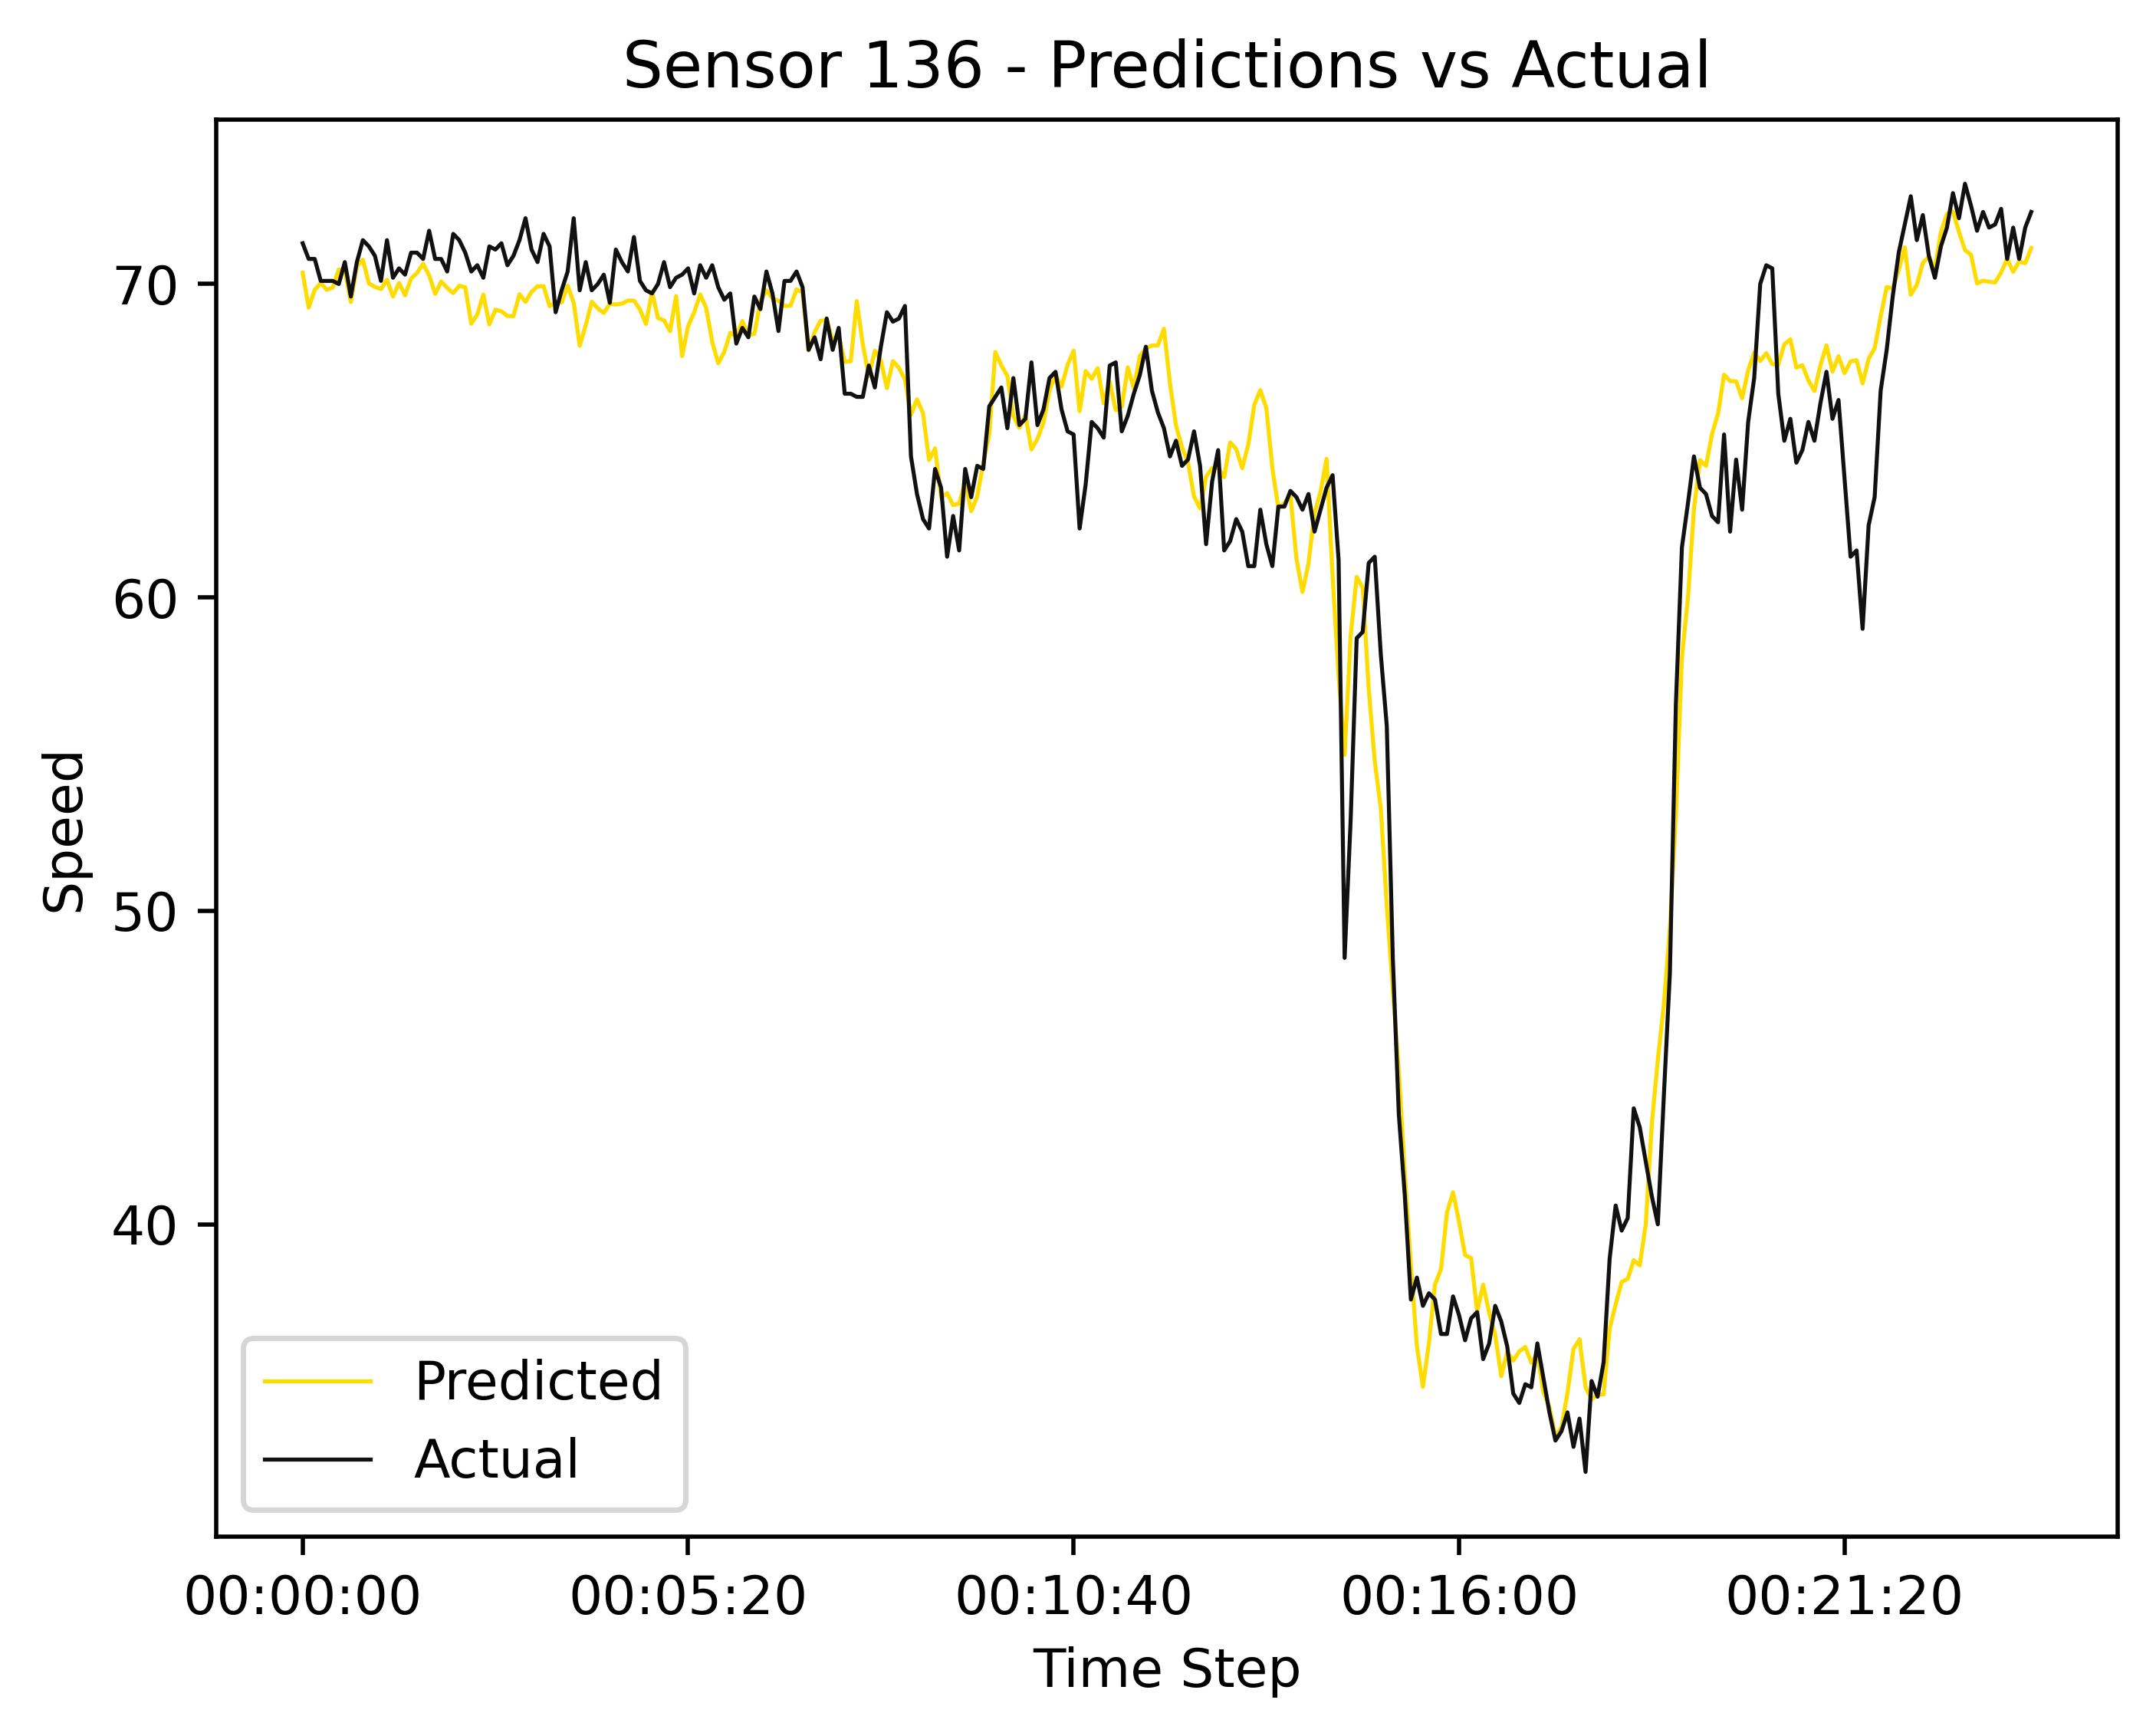 Sensor 136 - Predictions vs Actual
70
60
50
40
Speed
Predicted
Actual
00:00:00 00:05:20 00:10:40 00:16:00 00:21:20
Time Step